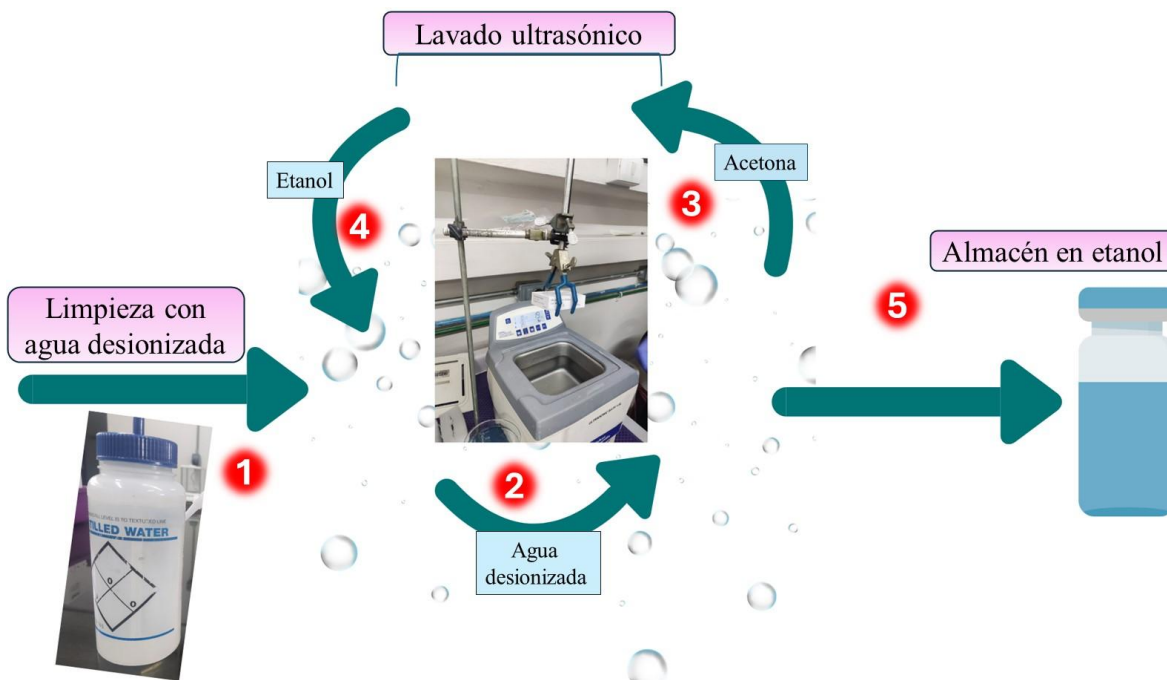 Lavado ultrasónico
Etanol
4
3
Acetona
Almacén en etanol
5
Limpieza con
agua desionizada
1
TILLED WATER
2
Agua
desionizada